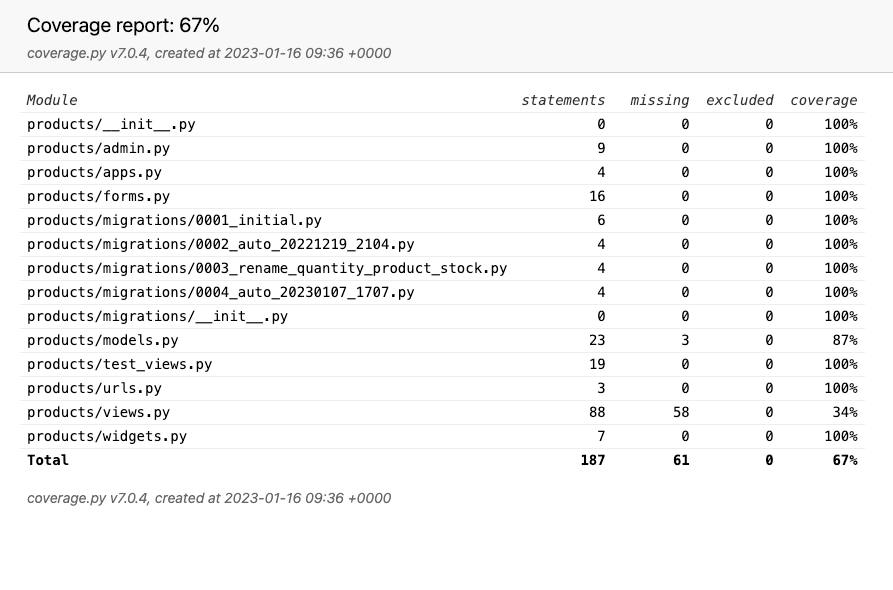 Coverage report: 67%
coverage.py v7.0.4, created at 2023-01-16 09:36 +0000
Module statements missing excluded coverage
products/__init__.py 0 0 0 100%
products/admin.py 9 0 0 100%
products/apps.py 4 0 0 100%
products/forms.py 16 0 0 100%
products/migrations/0001_initial.py 6 0 0 100%
products/migrations/0002_auto_20221219_2104.py 4 0 0 100%
products/migrations/0003_rename_quantity_product_stock.py 4 0 0 100%
products/migrations/0004_auto_20230107_1707.py 4 0 0 100%
products/migrations/__init__.py 0 0 0 100%
products/models.py 23 3 0 87%
products/test_views.py 19 0 0 100%
products/urls.py 3 0 0 100%
products/views.py 88 58 0 34%
products/widgets.py 7 0 0 100%
Total 187 61 0 67%
coverage.py v7.0.4, created at 2023-01-16 09:36 +0000